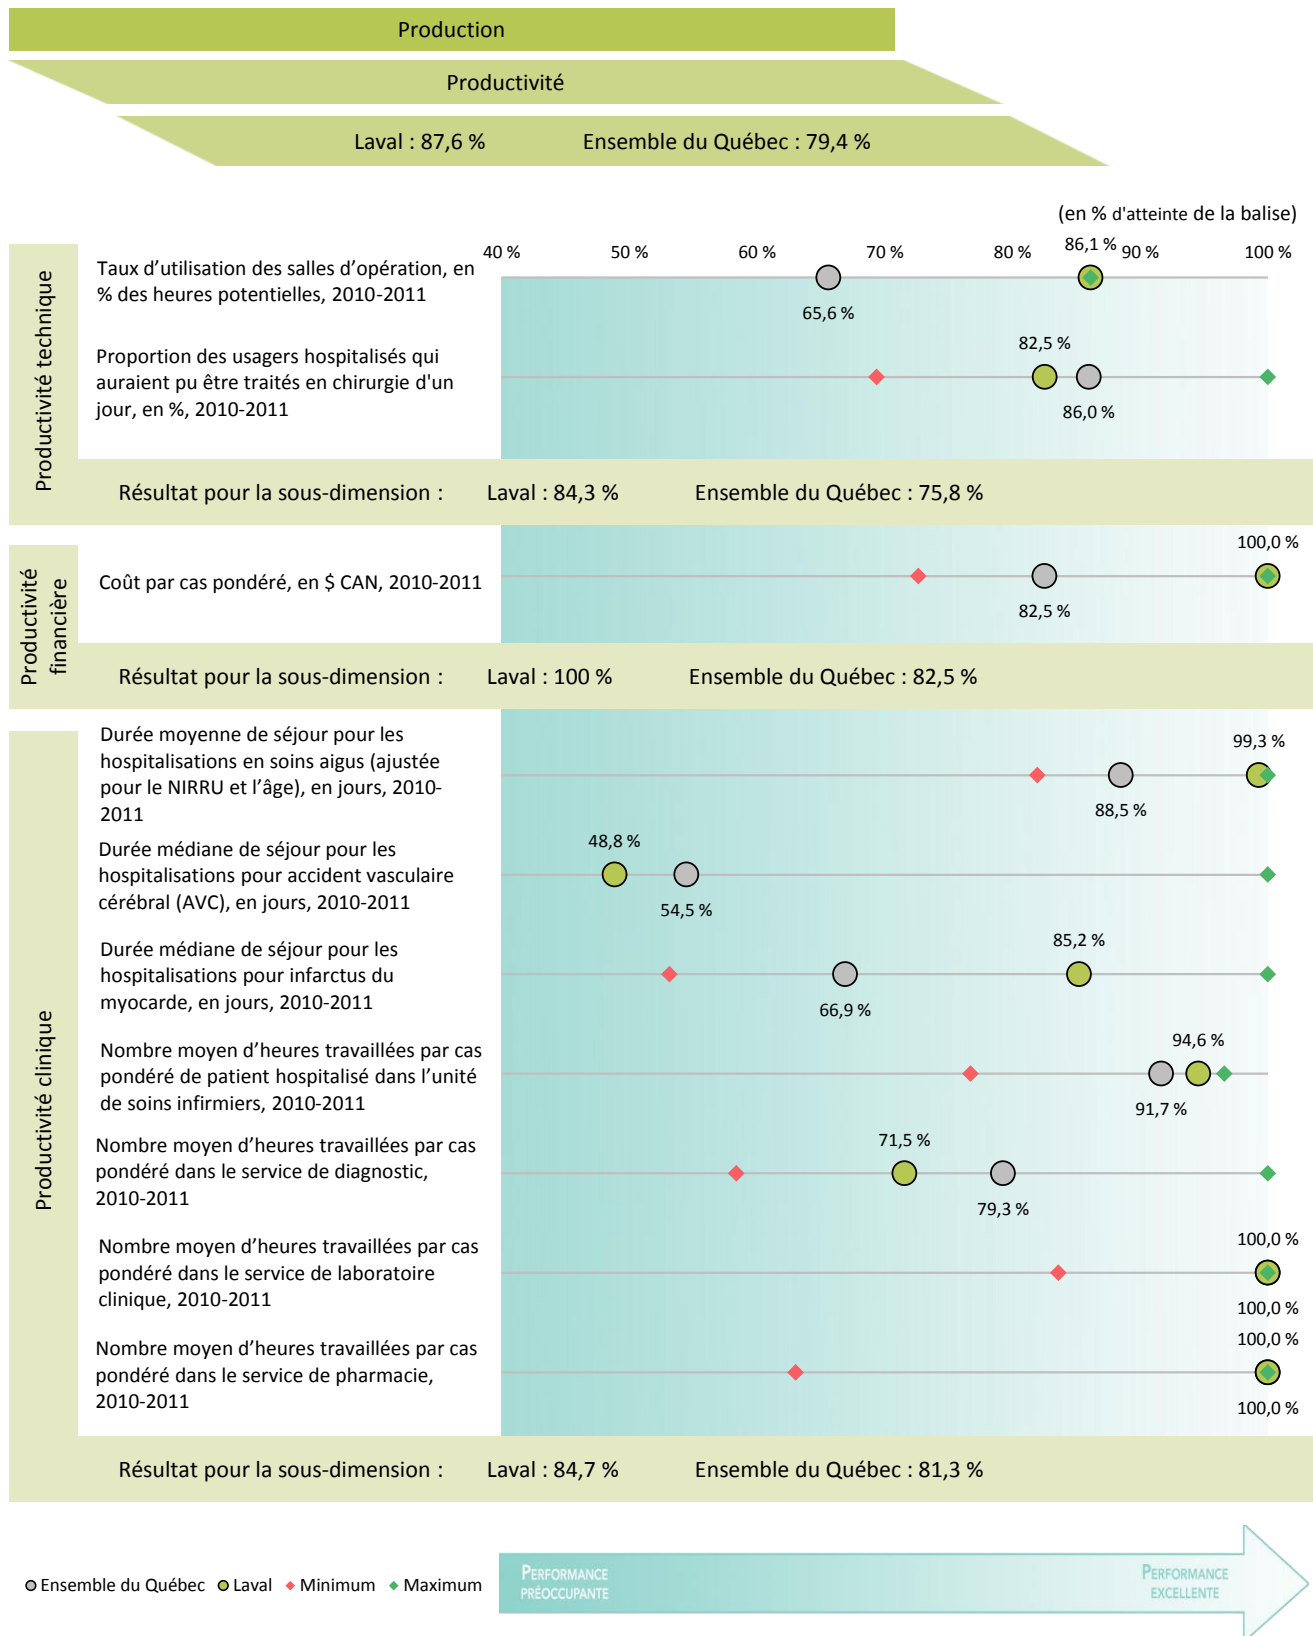 Production
Productivité
Laval : 87,6 % Ensemble du Québec : 79,4 %
(en % d'atteinte de la balise)
40 % 50 % 60 % 70 % 80 % 90 % 100 %
Productivité technique
Taux d’utilisation des salles d’opération, en
% des heures potentielles, 2010-2011
86,1 %
65,6 %
Proportion des usagers hospitalisés qui
auraient pu être traités en chirurgie d'un
jour, en %, 2010-2011
82,5 %
86,0 %
Résultat pour la sous-dimension : Laval : 84,3 % Ensemble du Québec : 75,8 %
Productivité
financière
Coût par cas pondéré, en $ CAN, 2010-2011
100,0 %
82,5 %
Résultat pour la sous-dimension : Laval : 100 % Ensemble du Québec : 82,5 %
Productivité clinique
Durée moyenne de séjour pour les
hospitalisations en soins aigus (ajustée
pour le NIRRU et l’âge), en jours, 2010-
2011
99,3 %
88,5 %
Durée médiane de séjour pour les
hospitalisations pour accident vasculaire
cérébral (AVC), en jours, 2010-2011
48,8 %
54,5 %
Durée médiane de séjour pour les
hospitalisations pour infarctus du
myocarde, en jours, 2010-2011
85,2 %
66,9 %
Nombre moyen d’heures travaillées par cas
pondéré de patient hospitalisé dans l’unité
de soins infirmiers, 2010-2011
94,6 %
91,7 %
Nombre moyen d’heures travaillées par cas
pondéré dans le service de diagnostic,
2010-2011
71,5 %
79,3 %
Nombre moyen d’heures travaillées par cas
pondéré dans le service de laboratoire
clinique, 2010-2011
100,0 %
100,0 %
Nombre moyen d’heures travaillées par cas
pondéré dans le service de pharmacie,
2010-2011
100,0 %
100,0 %
Résultat pour la sous-dimension : Laval : 84,7 % Ensemble du Québec : 81,3 %
Ensemble du Québec Laval Minimum Maximum
PERFORMANCE
PRÉOCCUPANTE
PERFORMANCE
EXCELLENTE